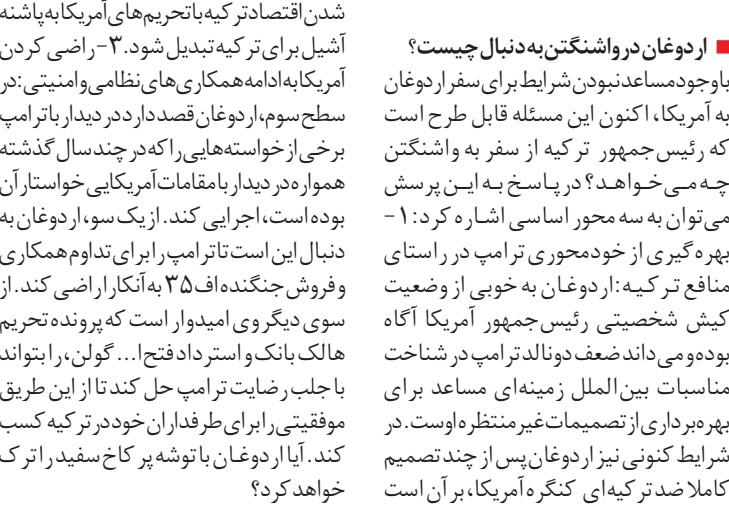 اردوغان در واشنگتن به دنبال چیست؟
باوجود مساعد نبودن شرایط برای سفر اردوغان
به آمریکا، اکنون این مسئله قابل طرح است
که رئیس‌جمهور ترکیه از سفر به واشنگتن
چه می‌خواهد؟ در پاسخ به این پرسش
می‌توان به سه محور اساسی اشاره کرد: ۱-
بهره‌گیری از خودمحوری ترامپ در راستای
منافع ترکیه: اردوغان به خوبی از وضعیت
کیش شخصیتی رئیس‌جمهور آمریکا آگاه
بوده و می‌داند ضعف دونالد ترامپ در شناخت
مناسبات بین‌الملل زمینه‌ای مساعد برای
بهره‌برداری از تصمیمات غیرمنتظره اوست. در
شرایط کنونی نیز اردوغان پس از چند تصمیم
کاملا ضد ترکیه‌ای کنگره آمریکا، بر آن است
شدن اقتصاد ترکیه با تحریم‌های آمریکا به پاشنه
آشیل برای ترکیه تبدیل شود. ۳- راضی کردن
آمریکا به ادامه همکاری‌های نظامی و امنیتی: در
سطح سوم، اردوغان قصد دارد در دیدار با ترامپ
برخی از خواسته‌هایی را که در چند سال گذشته
همواره در دیدار با مقامات آمریکایی خواستار آن
بوده است، اجرایی کند. از یک سو، اردوغان به
دنبال این است تا ترامپ را برای تداوم همکاری
و فروش جنگنده اف ۳۵ به آنکارا راضی کند. از
سوی دیگر وی امیدوار است که پرونده تحریم
هالک بانک و استرداد فتح‌ا... گولن، را بتواند
با جلب رضایت ترامپ حل کند تا از این طریق
موفقیتی را برای طرفداران خود در ترکیه کسب
کند. آیا اردوغان با توشه پر کاخ سفید را ترک
خواهد کرد؟